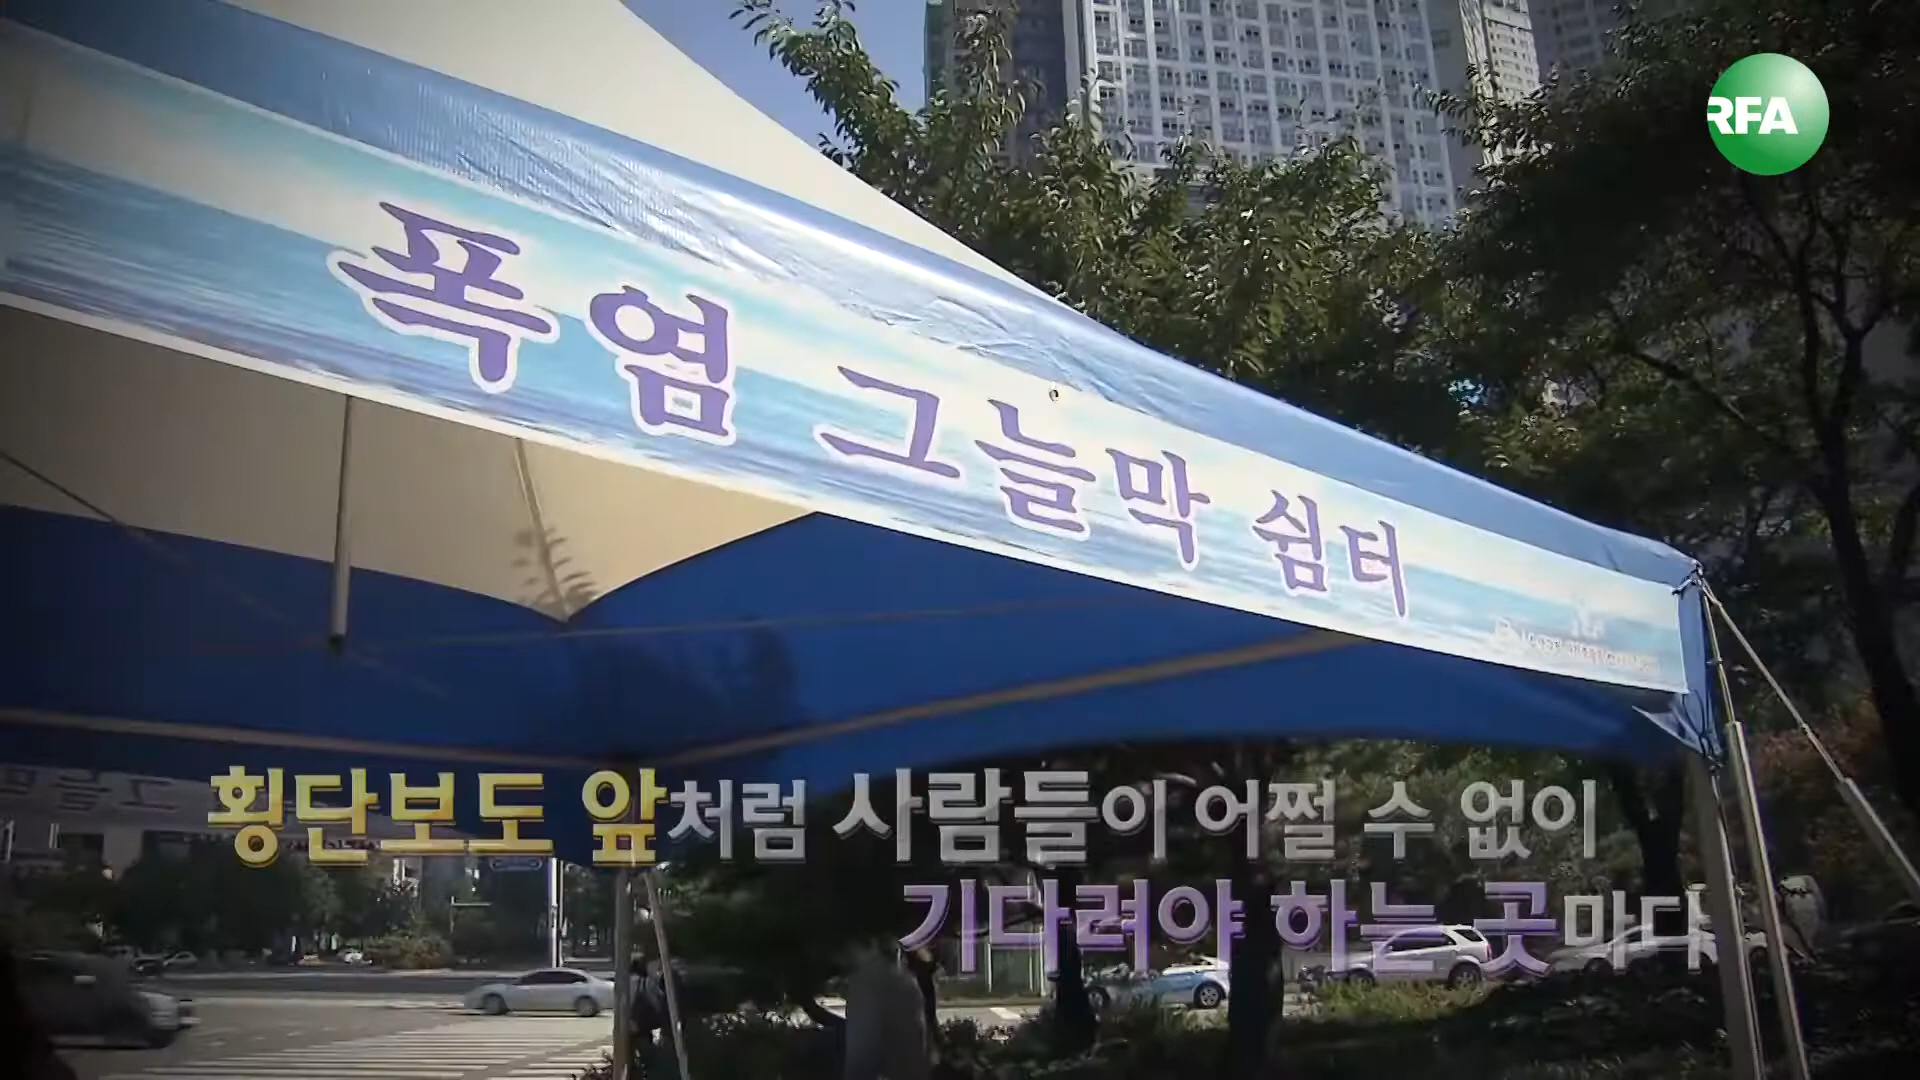 RFA
폭염 그늘막 쉼터
횡단보도 앞처럼 사람들이 어쩔 수 없이
기다려야 하는 곳마다